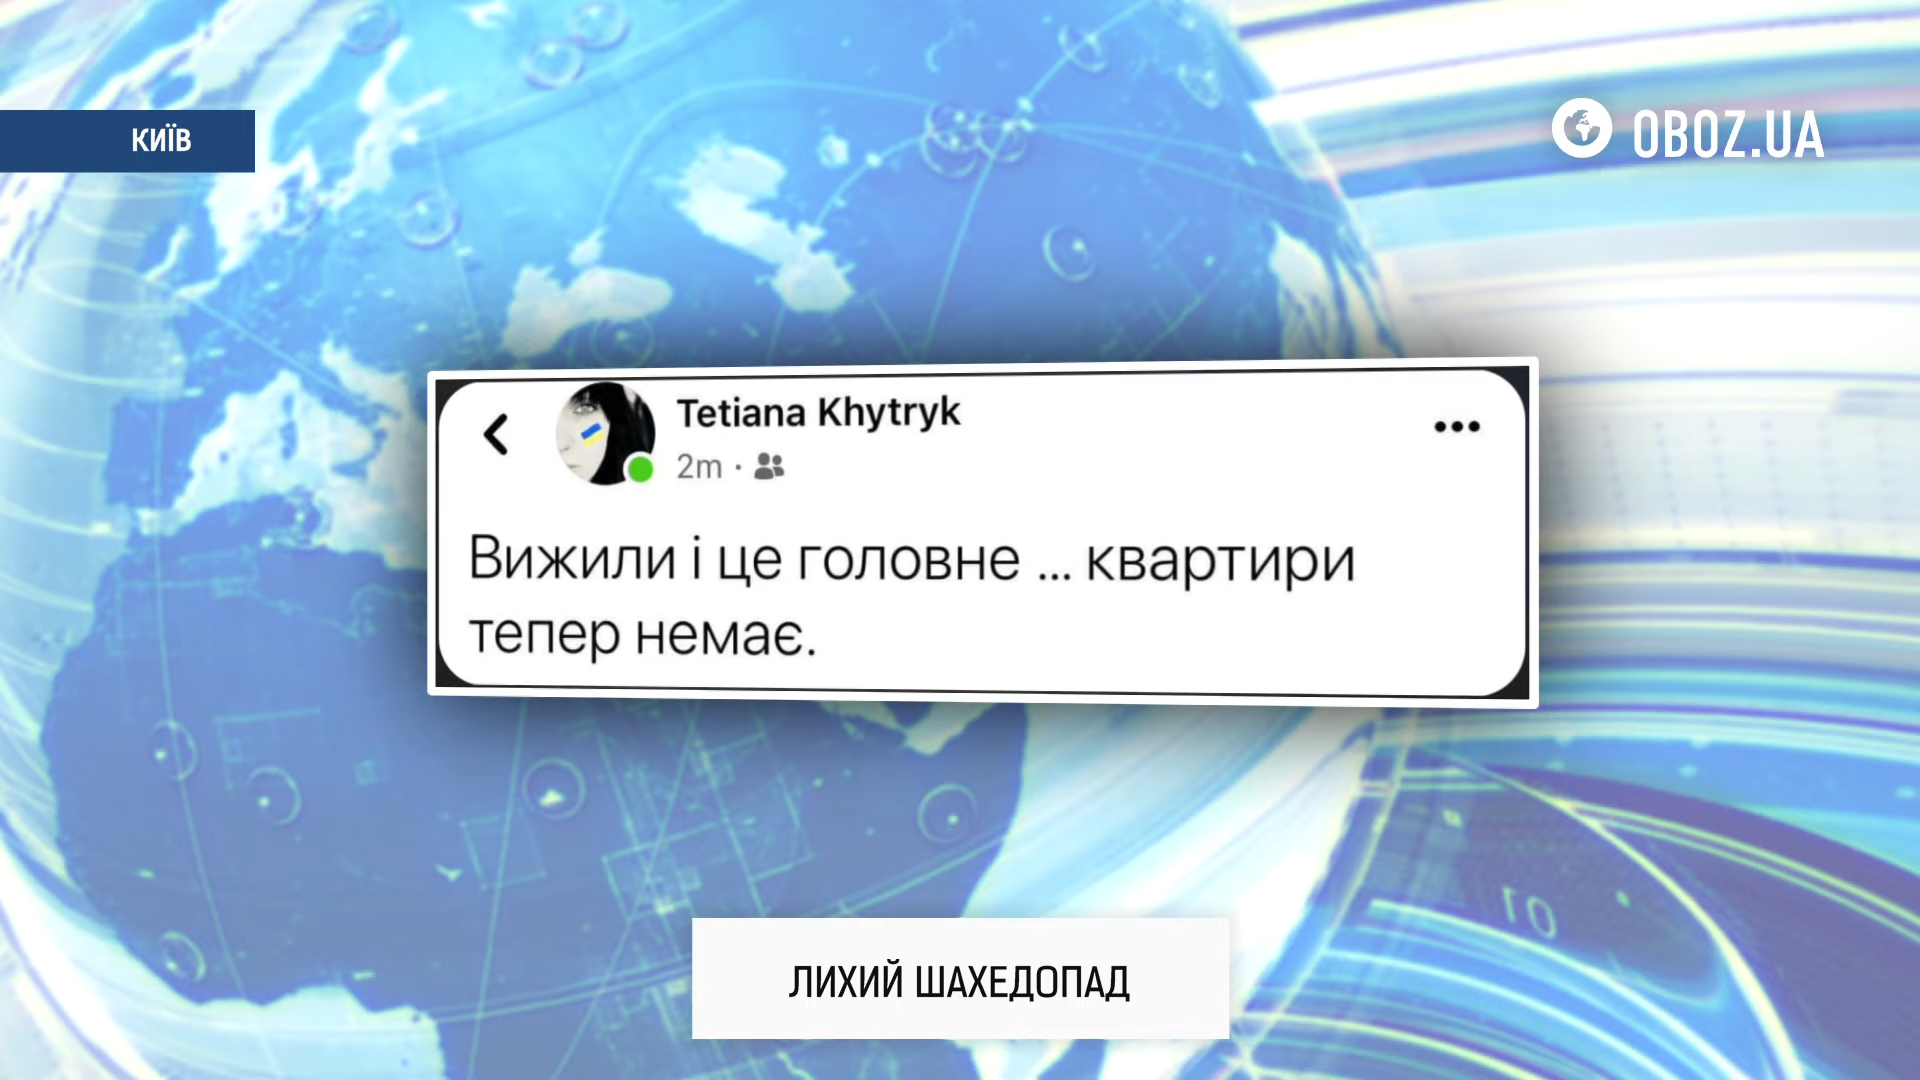 КИЇВ
OBOZ.UA
Tetiana Khytryk
2m ·
Вижили і це головне ... квартири
тепер немає.
ЛИХИЙ ШАХЕДОПАД